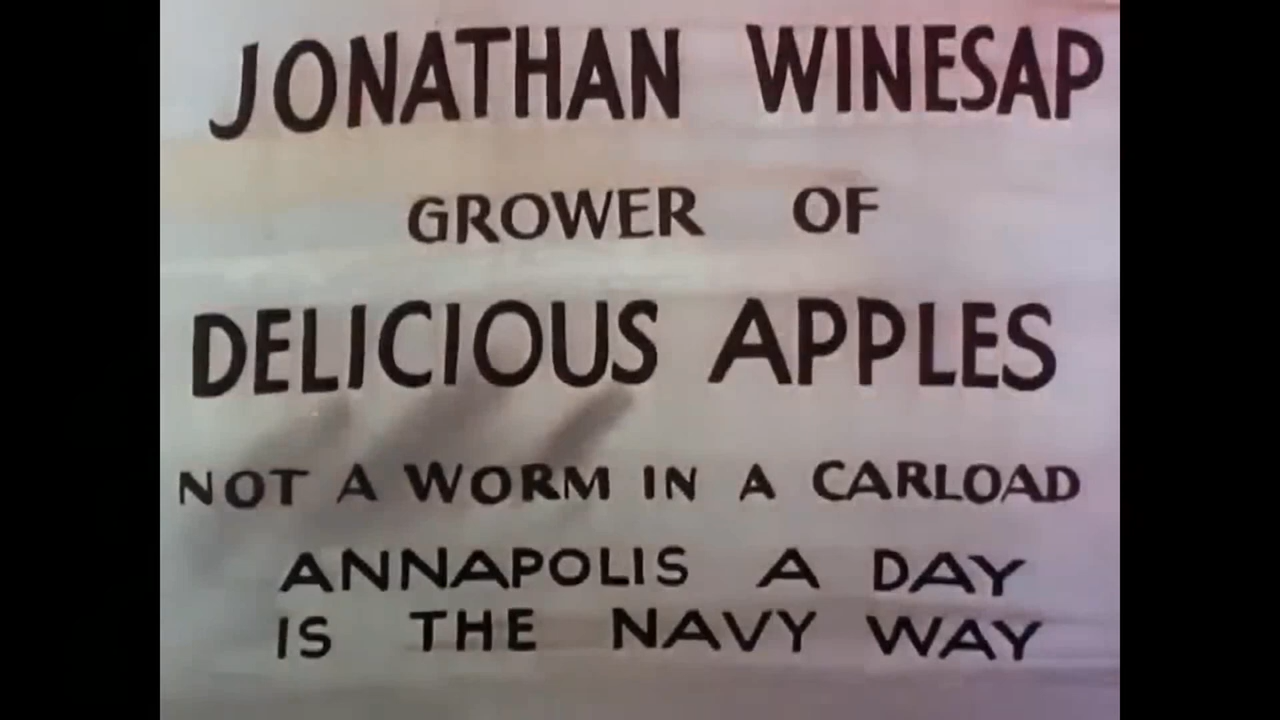 JONATHAN WINESAP
GROWER OF
DELICIOUS APPLES
NOT A WORM IN A CARLOAD
ANNAPOLIS A DAY
IS THE NAVY WAY